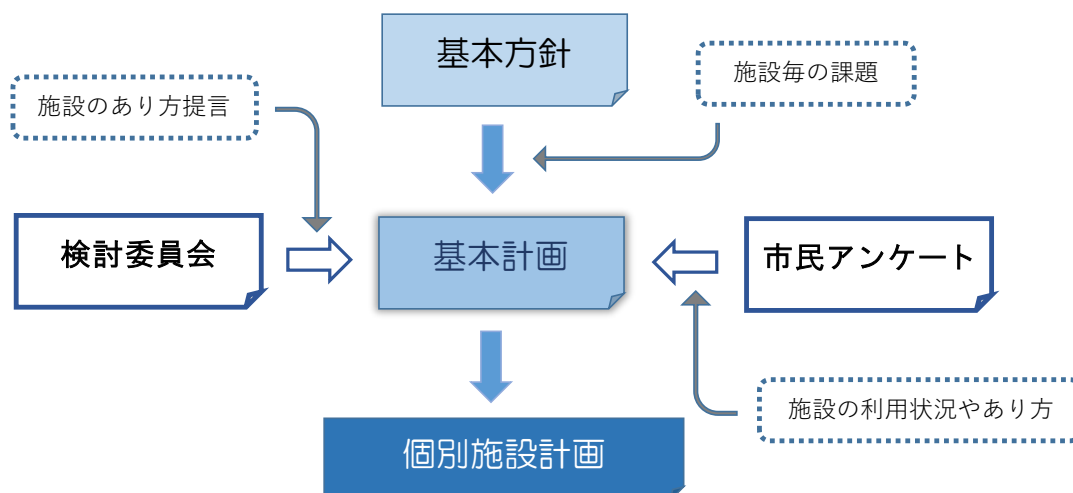 基本方針
施設毎の課題
施設のあり方提言
検討委員会
基本計画
市民アンケート
施設の利用状況やあり方
個別施設計画